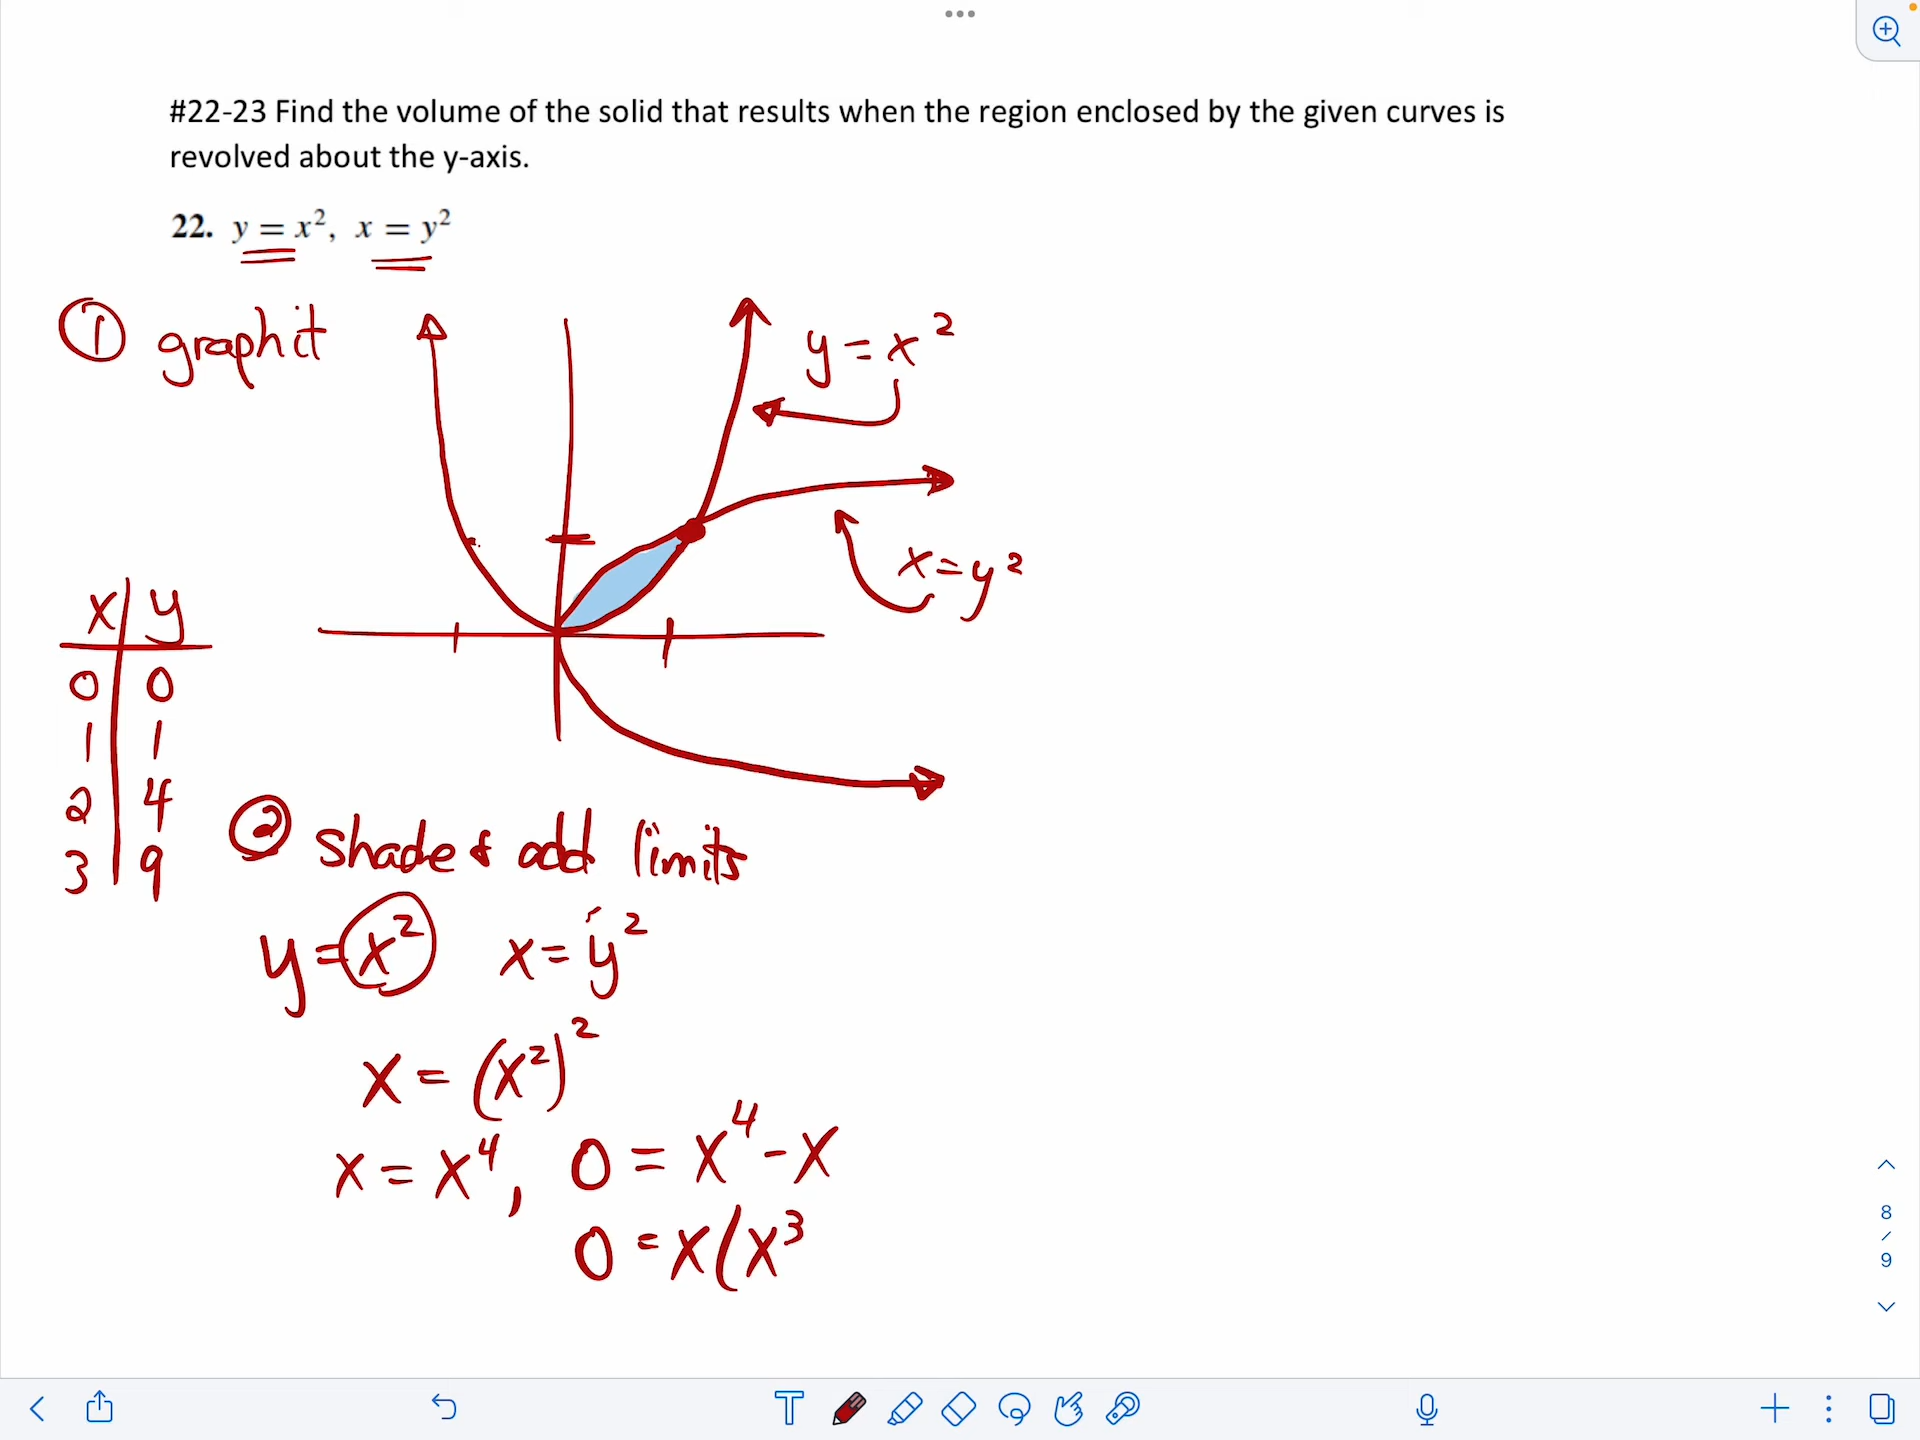 #22-23 Find the volume of the solid that results when the region enclosed by the given curves is
revolved about the y-axis.
22. y = x², x = y²
① graph it
y = x²
x = y²
x | y
0 | 0
1 | 1
2 | 4
3 | 9
② shade & add limits
y = x² x = y²
x = (x²)²
x = x⁴, 0 = x⁴ - x
0 = x(x³
8
/
9
T